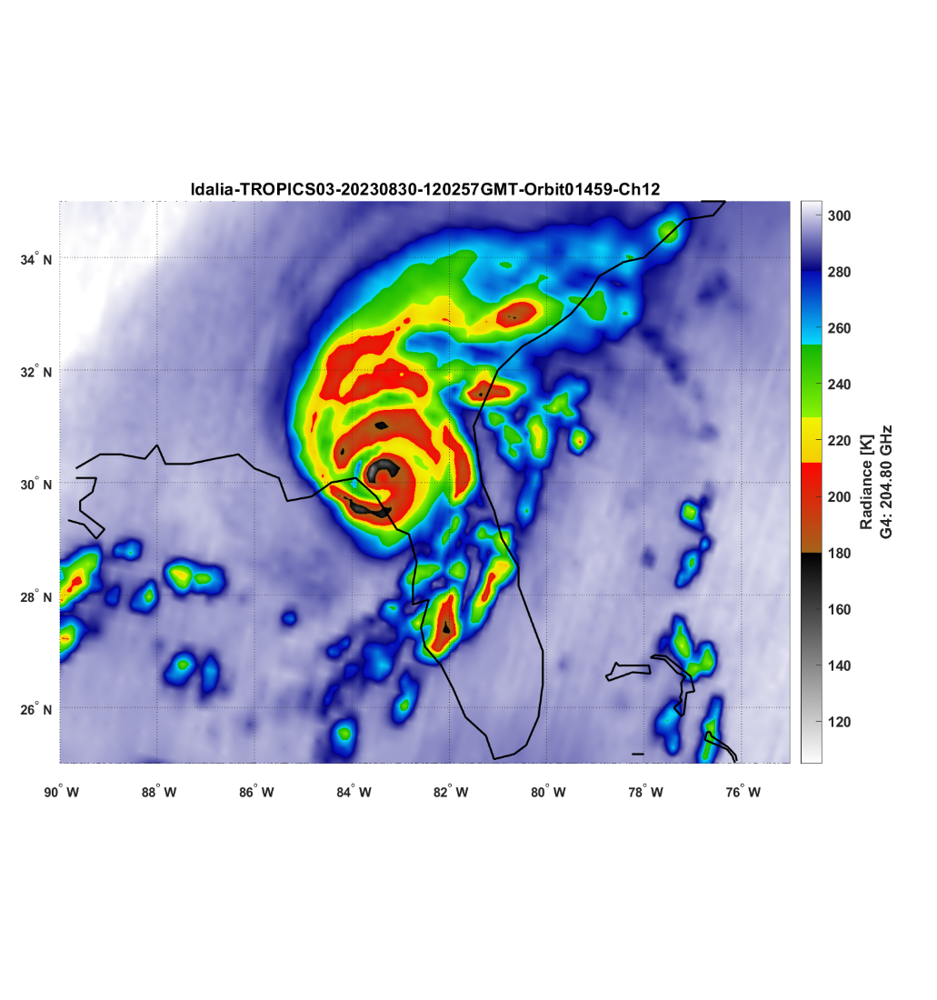 Idalia-TROPICS03-20230830-120257GMT-Orbit01459-Ch12
34° N
32° N
30° N
28° N
26° N
90° W
88° W
86° W
84° W
82° W
80° W
78° W
76° W
300
280
260
240
220
200
180
160
140
120
Radiance [K]
G4: 204.80 GHz